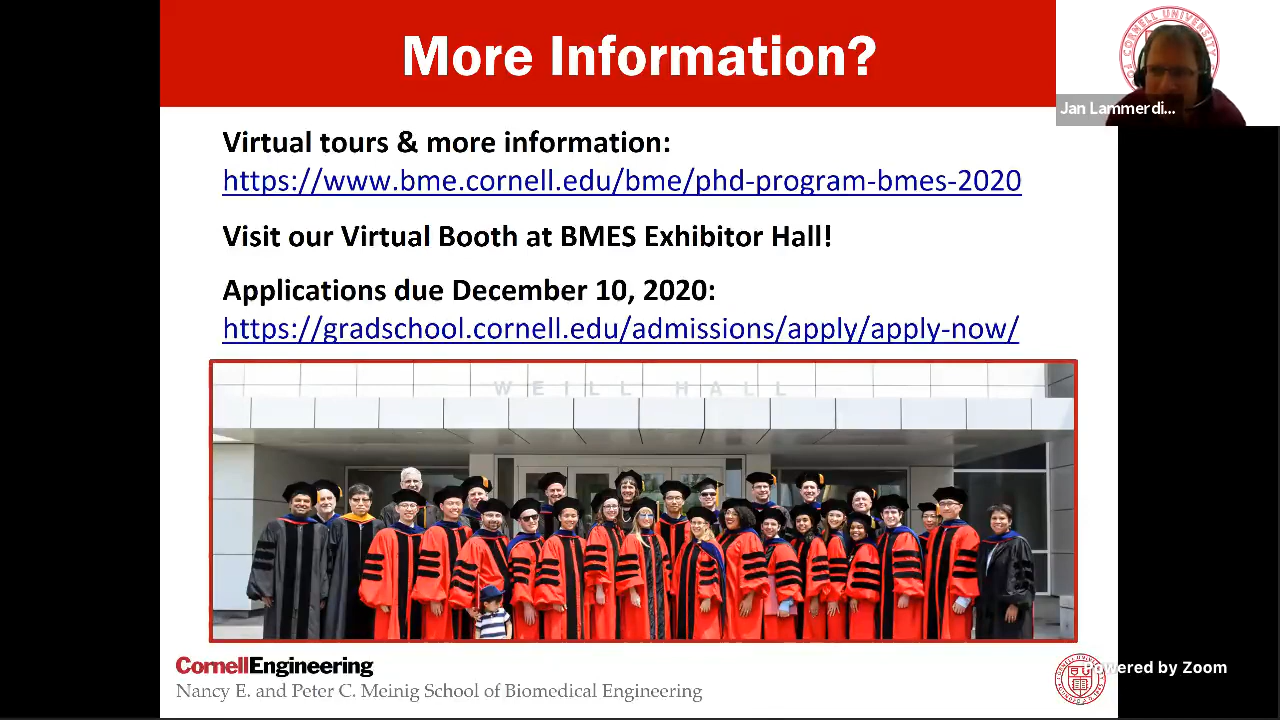 More Information?
Jan Lammerdi...
Virtual tours & more information:
https://www.bme.cornell.edu/bme/phd-program-bmes-2020
Visit our Virtual Booth at BMES Exhibitor Hall!
Applications due December 10, 2020:
https://gradschool.cornell.edu/admissions/apply/apply-now/
WEILL HALL
CornellEngineering
Nancy E. and Peter C. Meinig School of Biomedical Engineering
Powered by Zoom